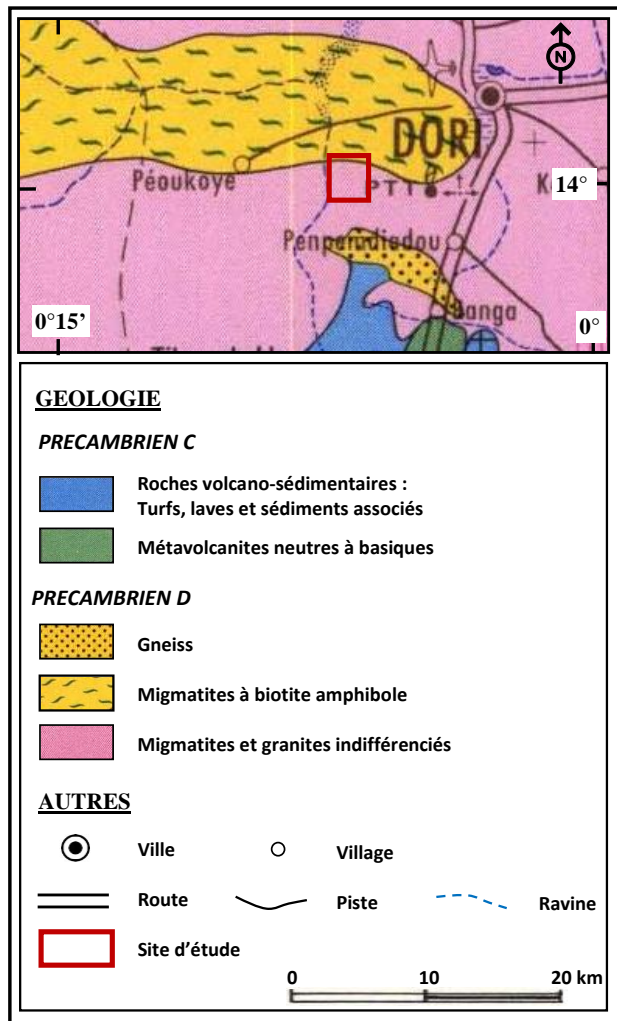 N
DORI
Péoukoye
PTT
14°
Penparadiadou
0°15’
Banga
0°
GEOLOGIE
PRECAMBRIEN C
Roches volcano-sédimentaires :
Turfs, laves et sédiments associés
Métavolcanites neutres à basiques
PRECAMBRIEN D
Gneiss
Migmatites à biotite amphibole
Migmatites et granites indifférenciés
AUTRES
Ville Village
Route Piste Ravine
Site d’étude
0 10 20 km